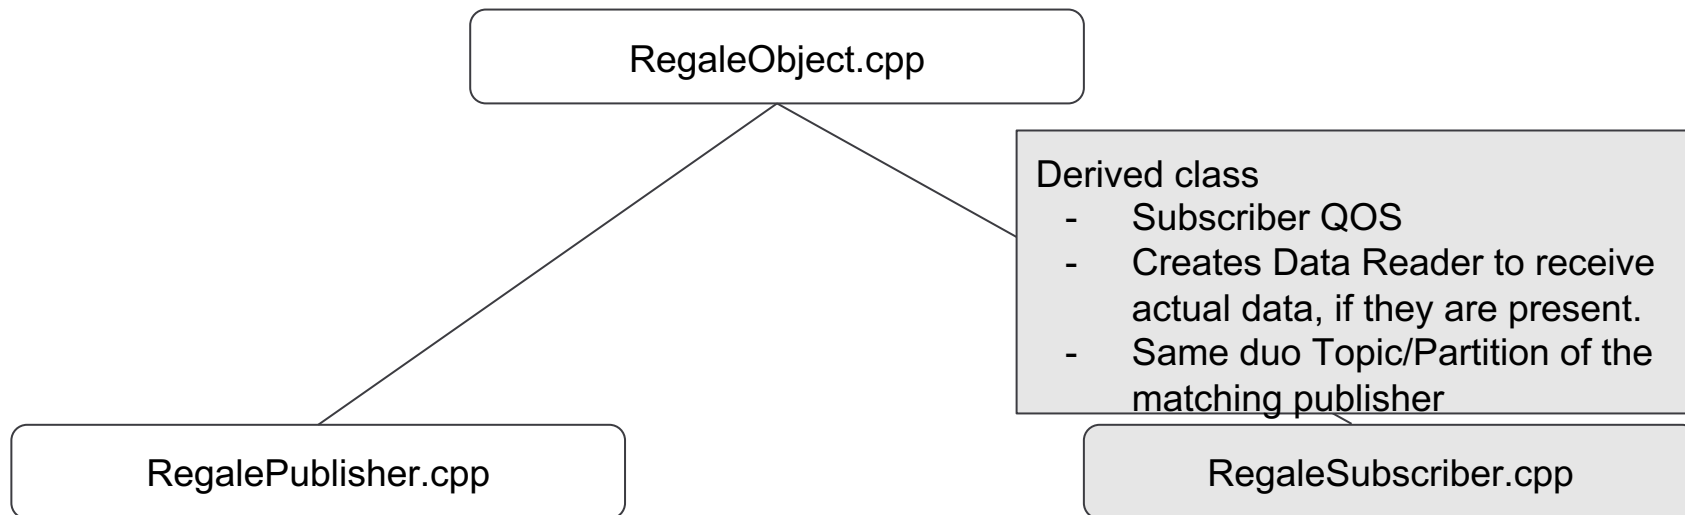 RegaleObject.cpp
Derived class
- Subscriber QOS
- Creates Data Reader to receive
actual data, if they are present.
- Same duo Topic/Partition of the
matching publisher
RegalePublisher.cpp
RegaleSubscriber.cpp